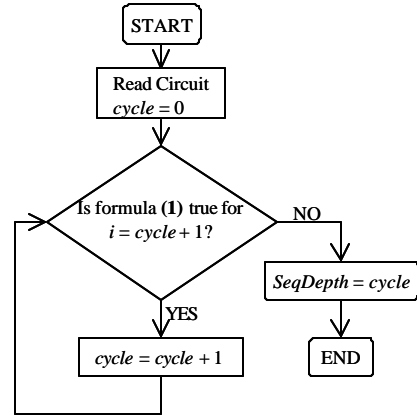 START
Read Circuit
cycle = 0
Is formula (1) true for
i = cycle + 1?
NO
SeqDepth = cycle
YES
cycle = cycle + 1
END